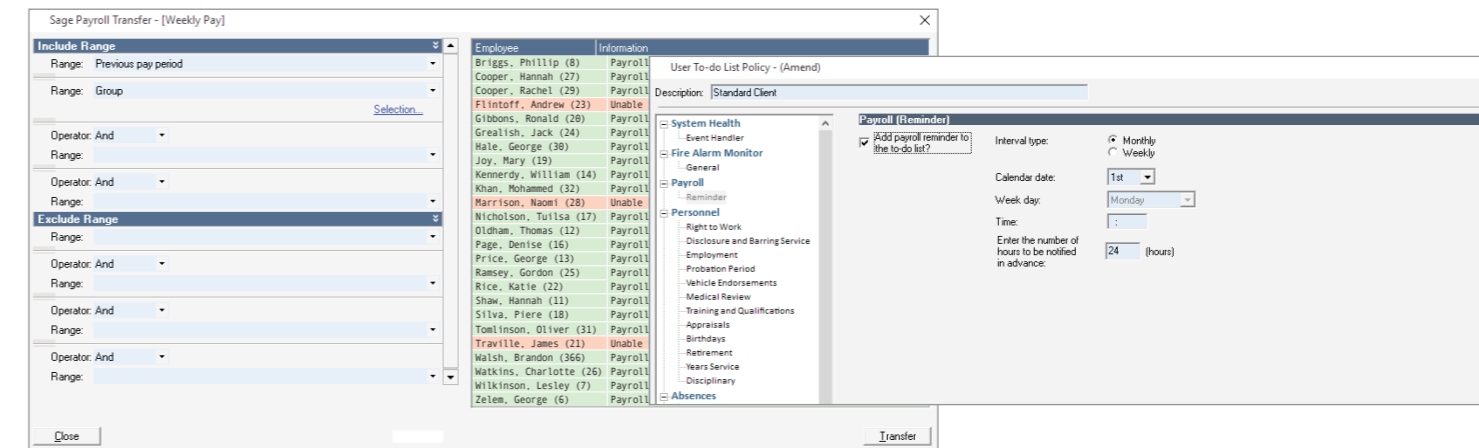 Sage Payroll Transfer - [Weekly Pay]
Include Range
Range: Previous pay period
Range: Group
Selection...
Operator: And
Range:
Operator: And
Range:
Exclude Range
Range:
Operator: And
Range:
Operator: And
Range:
Operator: And
Range:
Close
Employee Information
Briggs, Phillip (8) Payroll
Cooper, Hannah (27) Payroll
Cooper, Rachel (29) Payroll
Flintoff, Andrew (23) Unable
Gibbons, Ronald (20) Payroll
Grealish, Jack (24) Payroll
Hale, George (30) Payroll
Joy, Mary (19) Payroll
Kennerdy, William (14) Payroll
Khan, Mohammed (32) Payroll
Marrison, Naomi (28) Unable
Nicholson, Tuilsa (17) Payroll
Oldham, Thomas (12) Payroll
Page, Denise (16) Payroll
Price, George (13) Payroll
Ramsey, Gordon (25) Payroll
Rice, Katie (22) Payroll
Shaw, Hannah (11) Payroll
Silva, Piere (18) Payroll
Tomlinson, Oliver (31) Payroll
Traville, James (21) Unable
Walsh, Brandon (366) Payroll
Watkins, Charlotte (26) Payroll
Wilkinson, Lesley (7) Payroll
Zelem, George (6) Payroll
Transfer
User To-do List Policy - (Amend)
Description: Standard Client
System Health
Event Handler
Fire Alarm Monitor
General
Payroll
Reminder
Personnel
Right to Work
Disclosure and Barring Service
Employment
Probation Period
Vehicle Endorsements
Medical Review
Training and Qualifications
Appraisals
Birthdays
Retirement
Years Service
Disciplinary
Absences
Payroll (Reminder)
Add payroll reminder to
the to-do list?
Interval type: Monthly
Weekly
Calendar date: 1st
Week day: Monday
Time: :
Enter the number of
hours to be notified
in advance: 24 (hours)